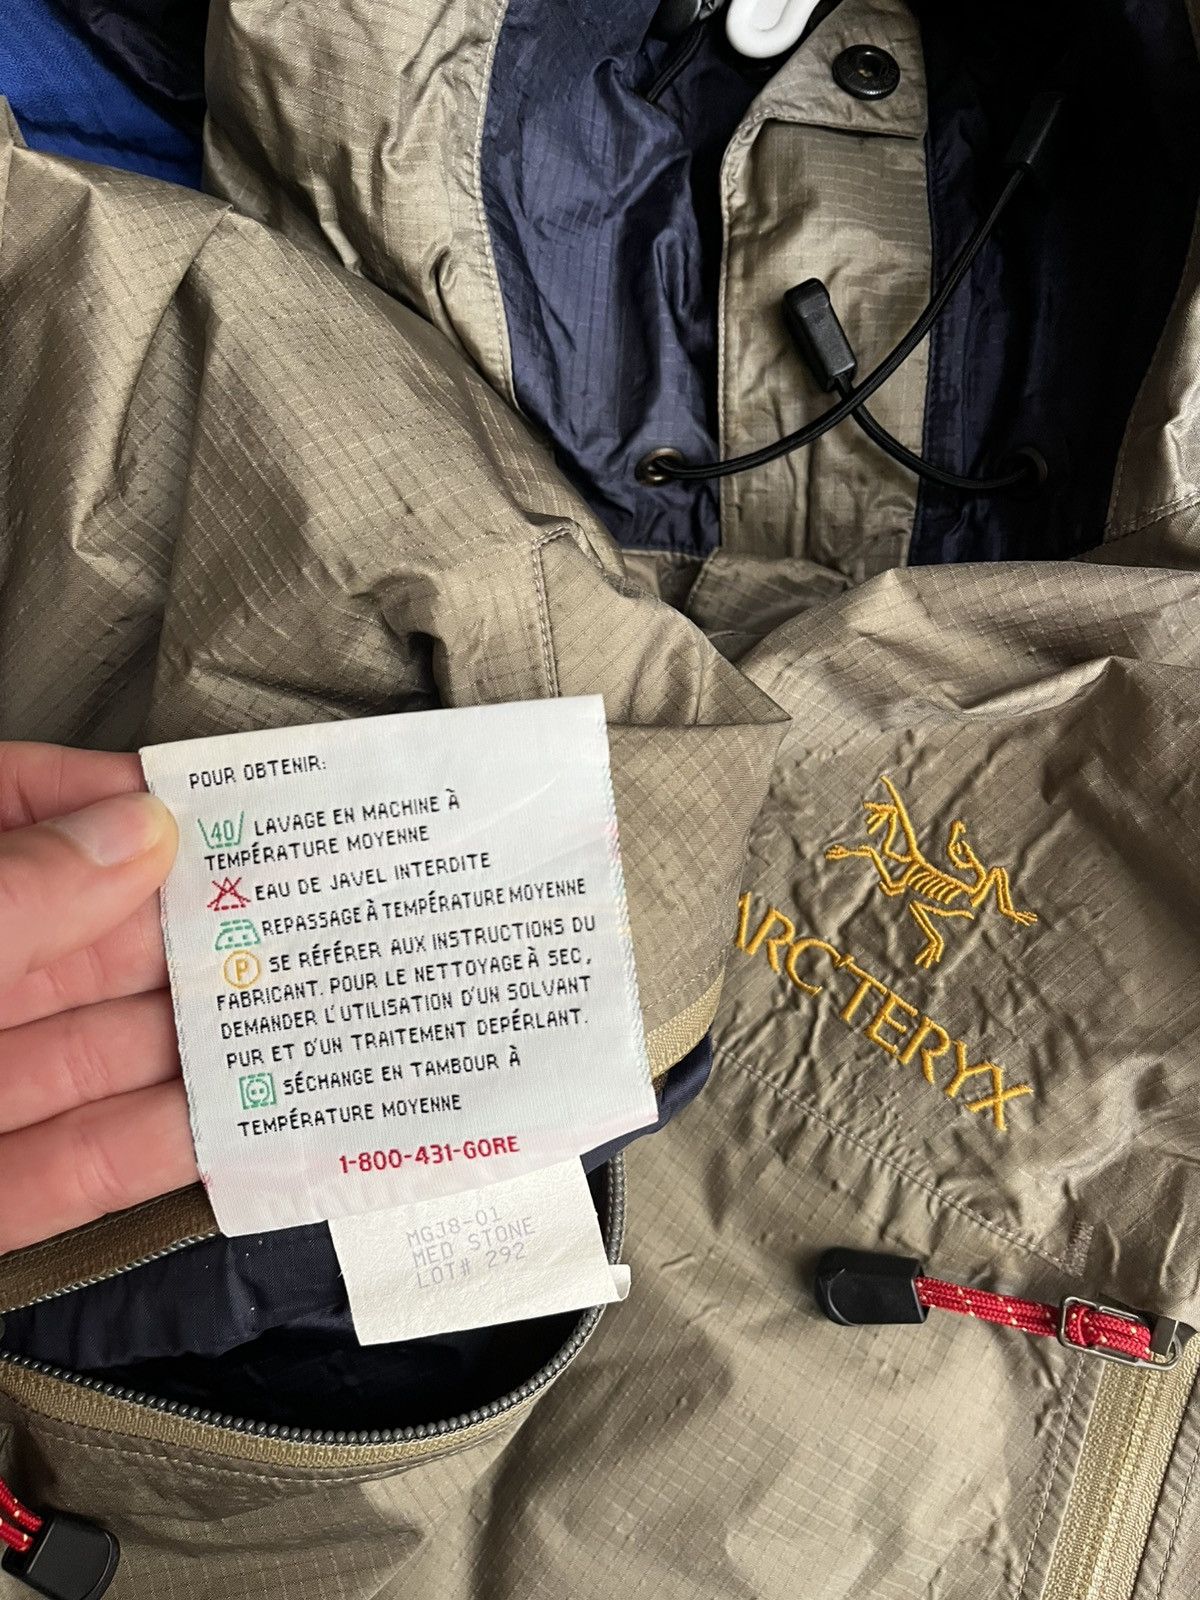 POUR OBTENIR:
40 LAVAGE EN MACHINE À
TEMPÉRATURE MOYENNE
EAU DE JAVEL INTERDITE
REPASSAGE À TEMPÉRATURE MOYENNE
P SE RÉFÉRER AUX INSTRUCTIONS DU
FABRICANT. POUR LE NETTOYAGE À SEC,
DEMANDER L'UTILISATION D'UN SOLVANT
PUR ET D'UN TRAITEMENT DEPÉRLANT.
SÉCHANGE EN TAMBOUR À
TEMPÉRATURE MOYENNE
1-800-431-GORE
MGJ8-01
MED STONE
LOT# 292
ARC'TERYX